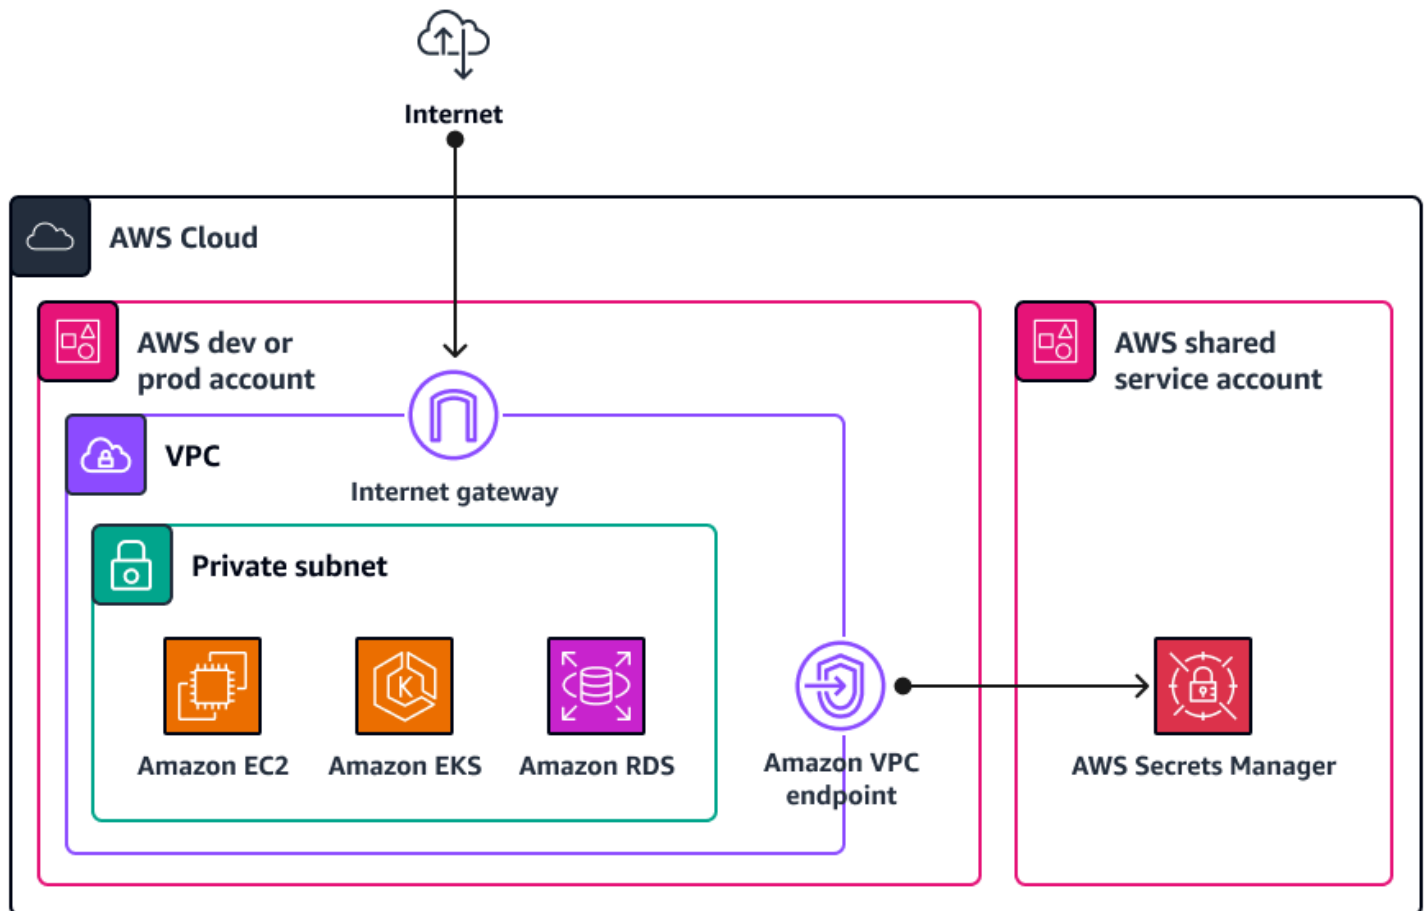 Internet
AWS Cloud
AWS dev or
prod account
AWS shared
service account
VPC
Internet gateway
Private subnet
K
Amazon EC2
Amazon EKS
Amazon RDS
Amazon VPC
endpoint
AWS Secrets Manager